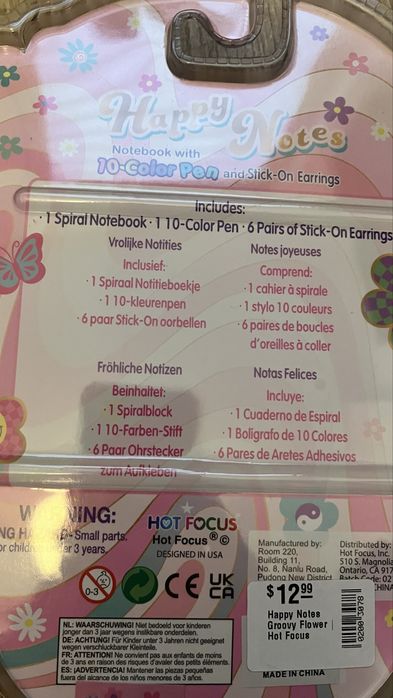 Happy
Notes
Notebook with
10-Color Pen and Stick-On Earrings
Includes:
· 1 Spiral Notebook · 1 10-Color Pen · 6 Pairs of Stick-On Earrings
Vrolijke Notities
Inclusief:
· 1 Spiraal Notitieboekje
· 1 10-kleurenpen
· 6 paar Stick-On oorbellen
Notes joyeuses
Comprend:
· 1 cahier à spirale
· 1 stylo 10 couleurs
· 6 paires de boucles
d'oreilles à coller
Fröhliche Notizen
Beinhaltet:
· 1 Spiralblock
· 1 10-Farben-Stift
· 6 Paar Ohrstecker
zum Aufkleben
Notas Felices
Incluye:
· 1 Cuaderno de Espiral
· 1 Boligrafo de 10 Colores
· 6 Pares de Aretes Adhesivos
- Small parts.
3 years.
HOT FOCUS
Hot Focus ® ©
DESIGNED IN USA
0-3
CE
UK
CA
NL: WAARSCHUWING! Niet bedoeld voor kinderen
jonger dan 3 jaar wegens inslikbare onderdelen.
DE: ACHTUNG! Für Kinder unter 3 Jahren nicht geeignet
wegen verschluckbarer Kleinteile.
FR: ATTENTION! Ne convient pas aux enfants de moins
de 3 ans en raison des risques d'avaler des petits éléments.
ES: ¡ADVERTENCIA! Mantener las piezas pequeñas
fuera del alcance de los niños menores de 3 años.
Manufactured by:
Room 220,
Building 11,
No. 8, Nanlu Road,
Pudong New District
Distributed by:
Hot Focus, Inc.
510 S. Magnolia
Ontario, CA 917
Batch Code: 02
$12.99
Happy Notes
Groovy Flower
Hot Focus
02003078
MADE IN CHINA